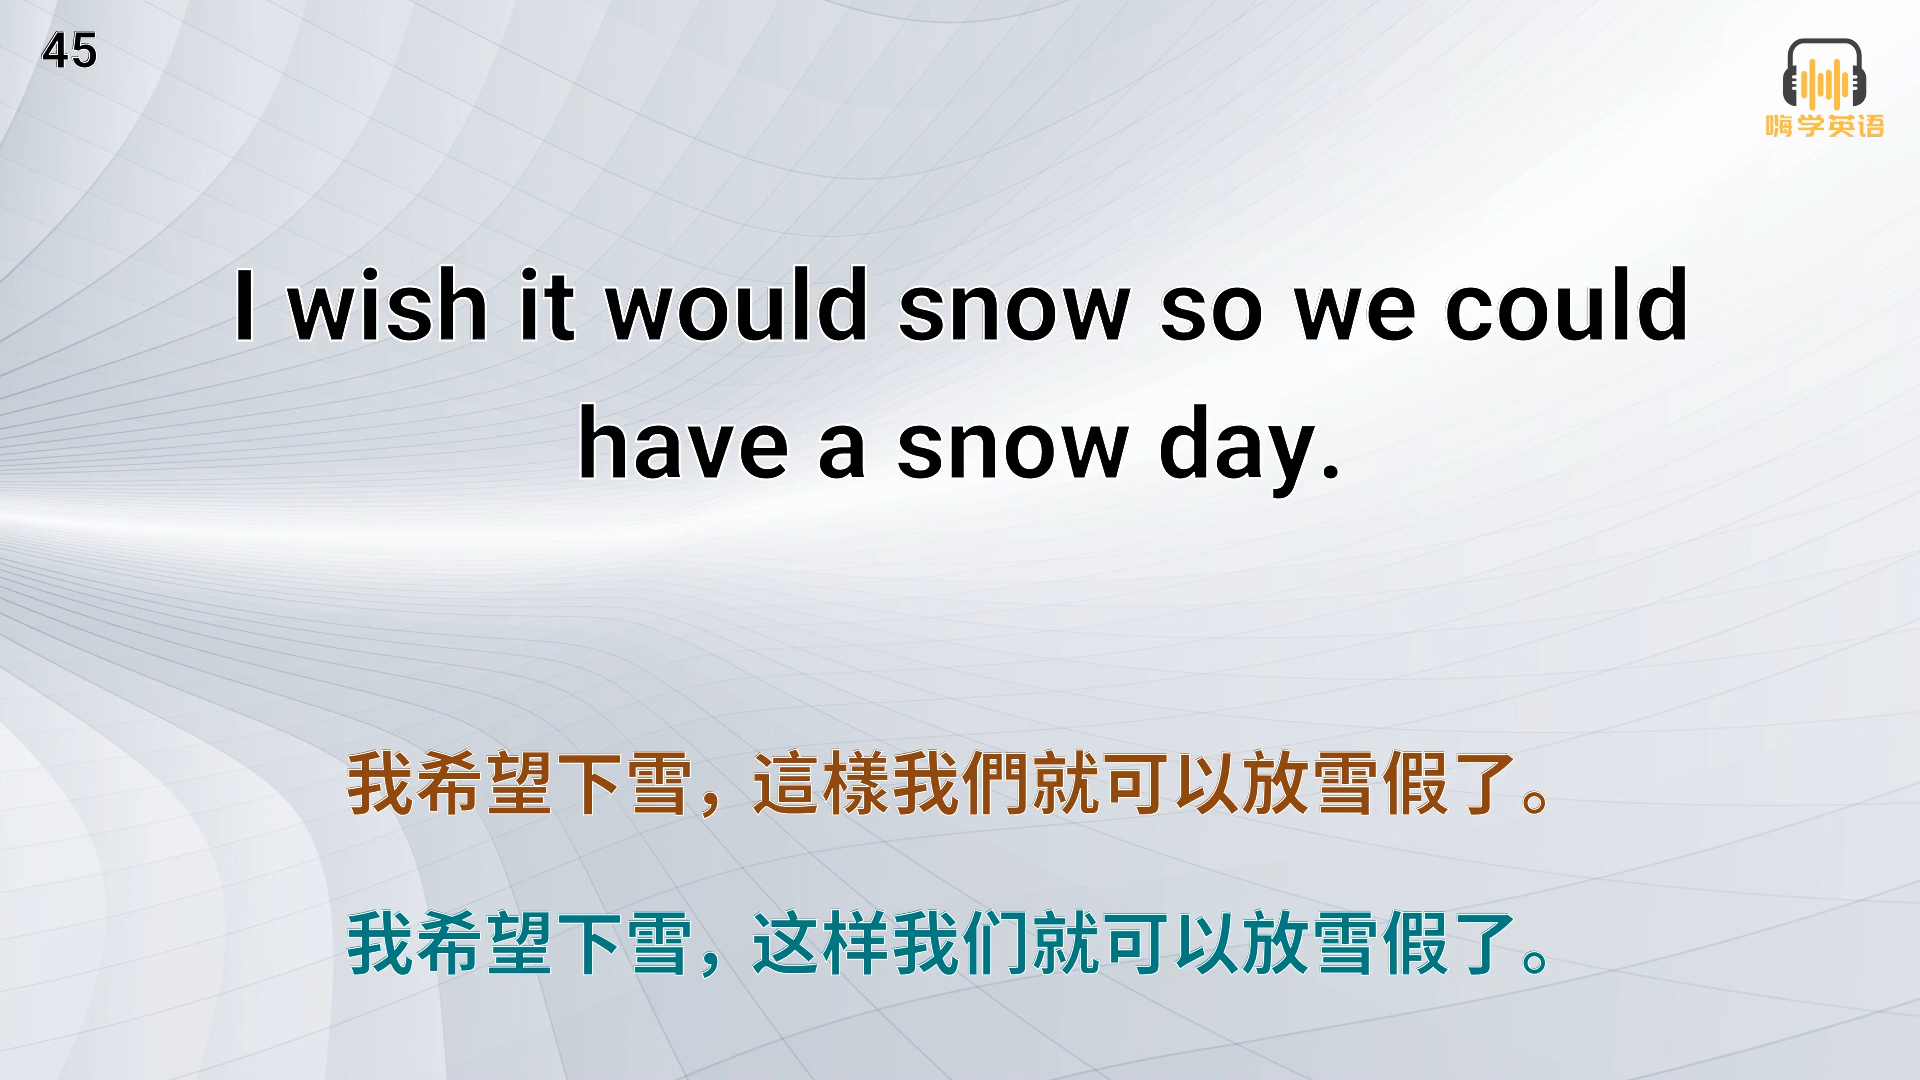 45
嗨学英语
I wish it would snow so we could
have a snow day.
我希望下雪，這樣我們就可以放雪假了。
我希望下雪，这样我们就可以放雪假了。